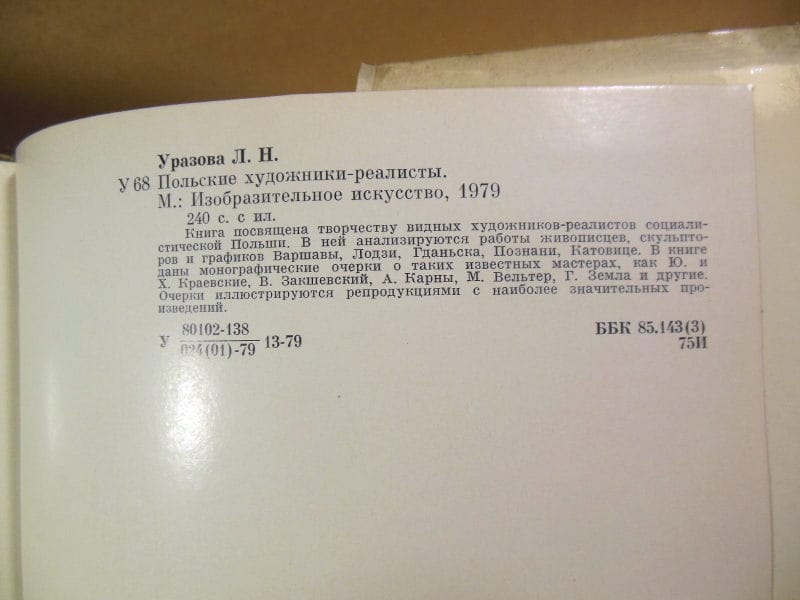 Уразова Л. Н.
У 68 Польские художники-реалисты.
М.: Изобразительное искусство, 1979
240 с. с ил.
Книга посвящена творчеству видных художников-реалистов социали-
стической Польши. В ней анализируются работы живописцев, скульпто-
ров и графиков Варшавы, Лодзи, Гданьска, Познани, Катовице. В книге
даны монографические очерки о таких известных мастерах, как Ю. и
Х. Краевские, В. Закшевский, А. Карны, М. Вельтер, Г. Земла и другие.
Очерки иллюстрируются репродукциями с наиболее значительных про-
изведений.
У 80102-138 13-79
024(01)-79
ББК 85.143(3)
75И